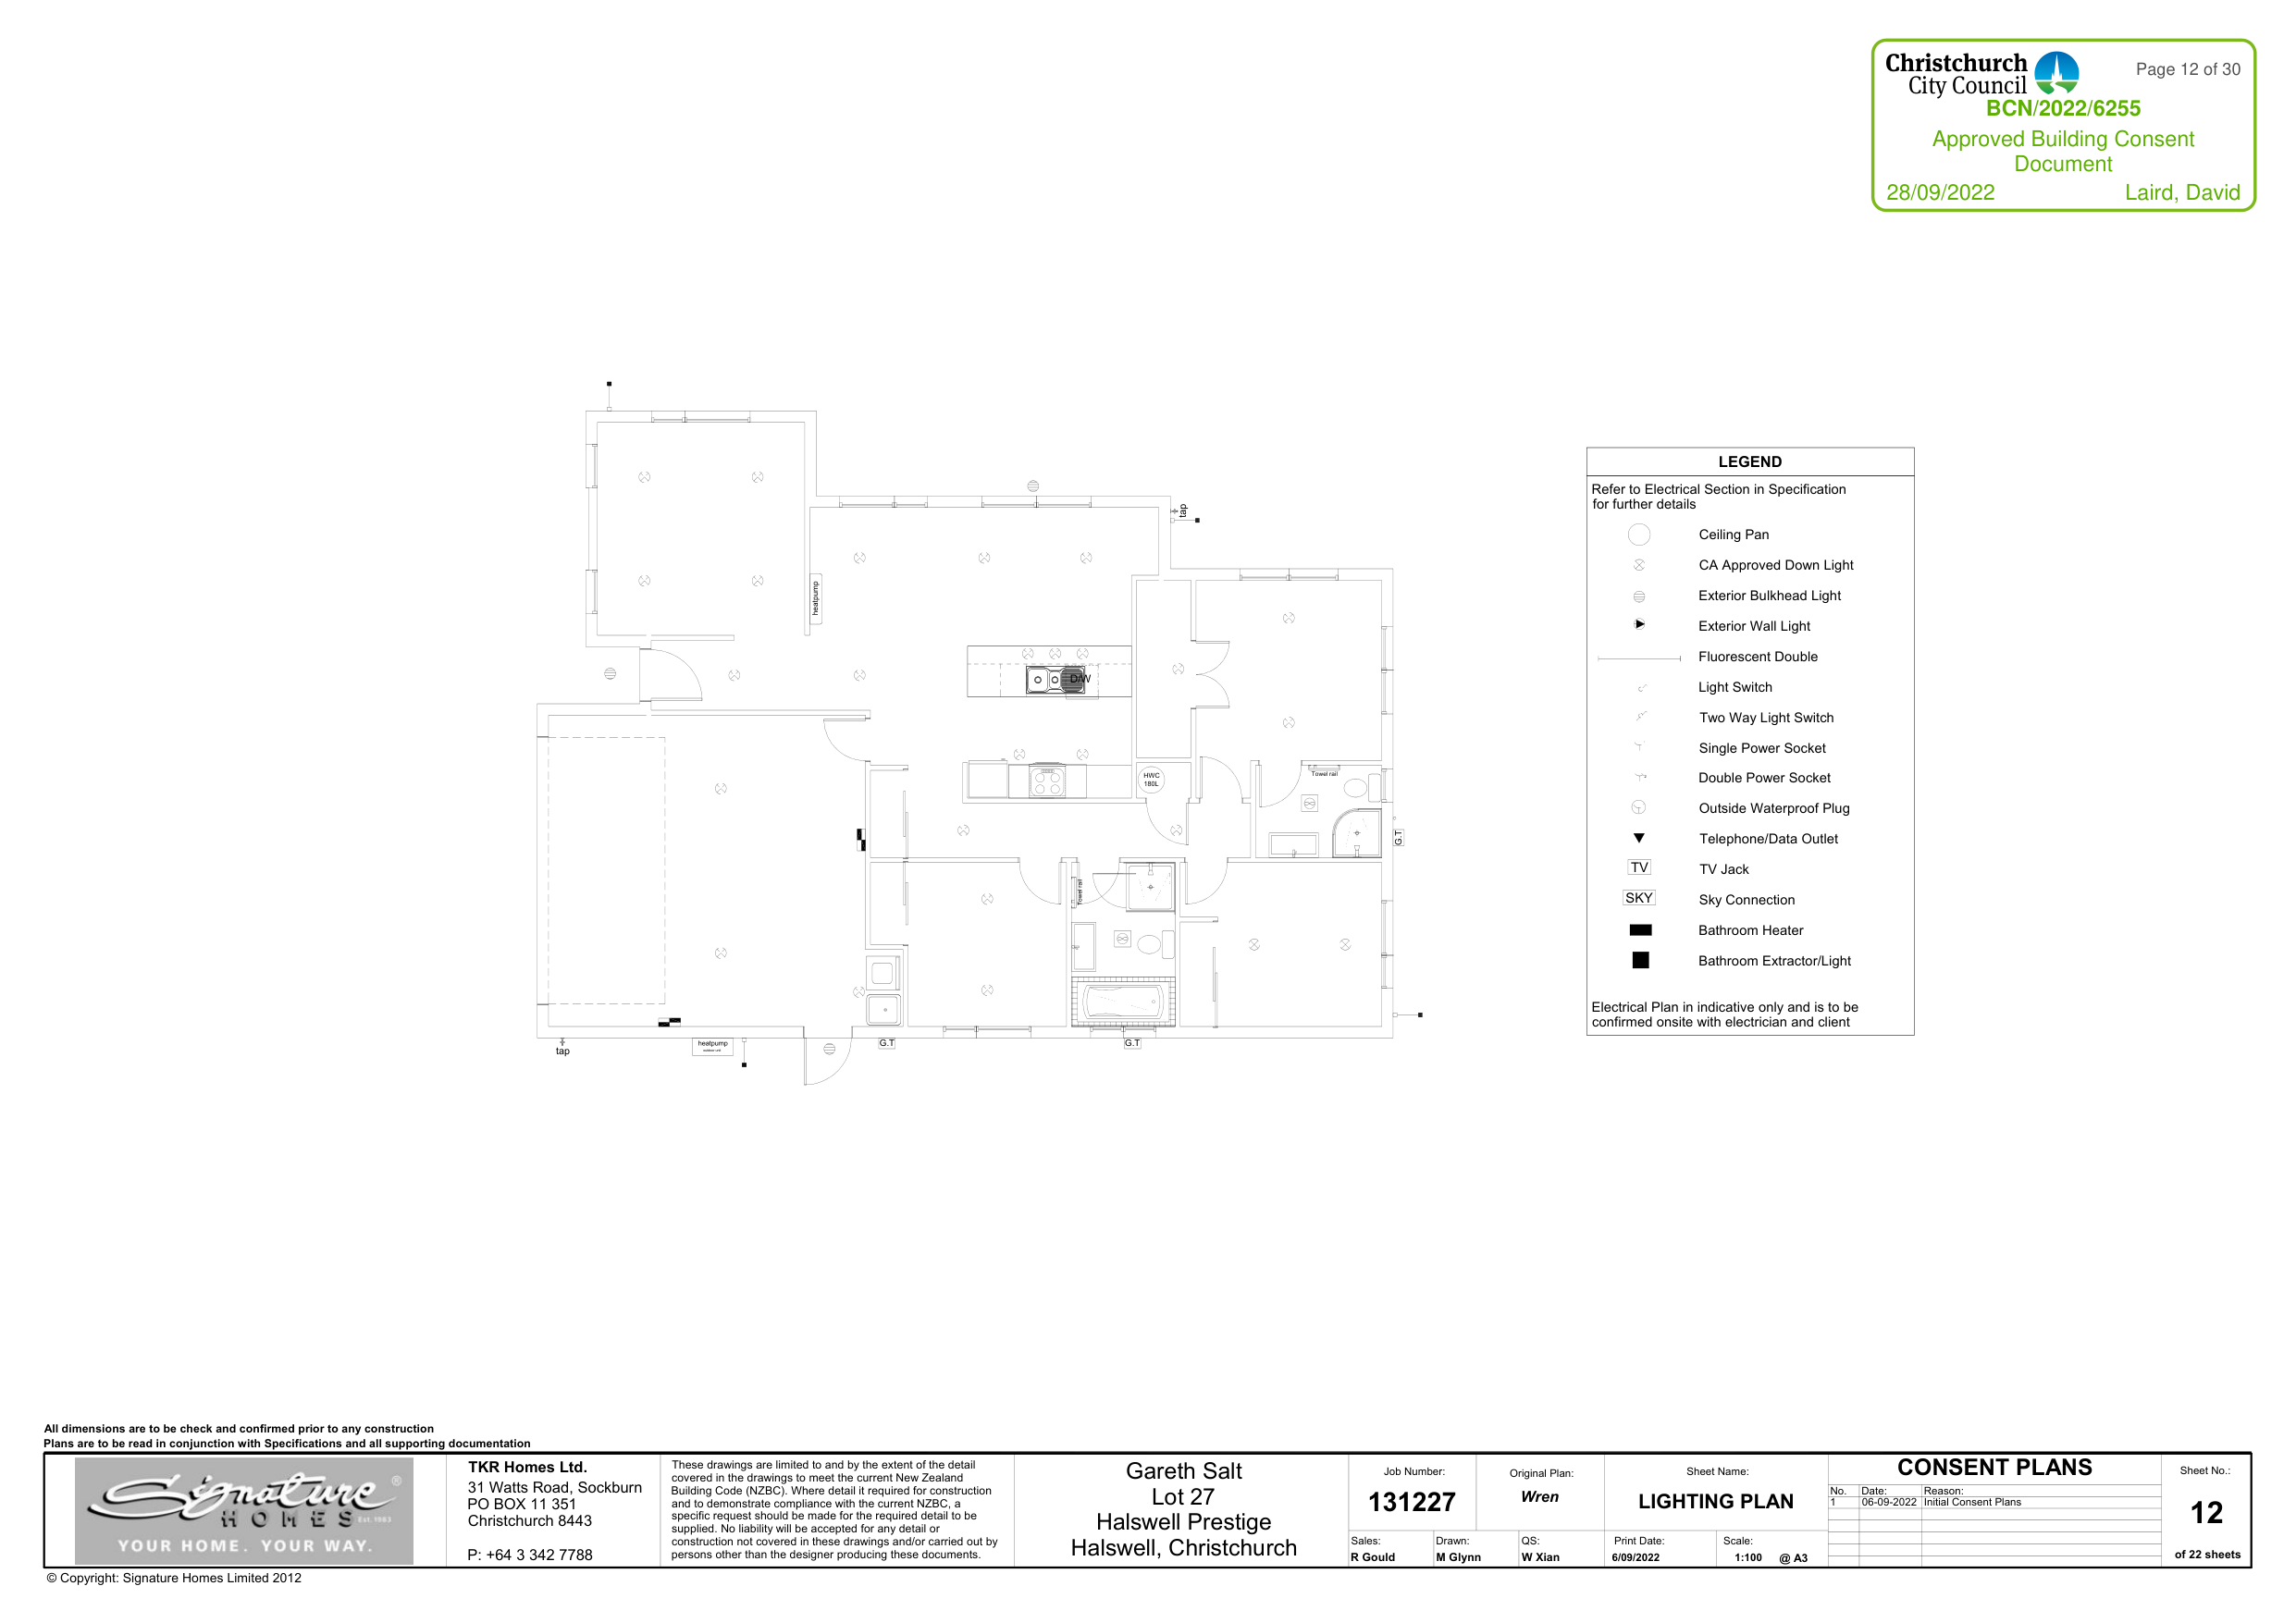 Christchurch
City Council
Page 12 of 30
BCN/2022/6255
Approved Building Consent
Document
28/09/2022 Laird, David
tap
heatpump
D/W
HWC
180L
Towel rail
G.T
Towel rail
tap
heatpump
G.T
G.T
LEGEND
Refer to Electrical Section in Specification
for further details
Ceiling Pan
CA Approved Down Light
Exterior Bulkhead Light
Exterior Wall Light
Fluorescent Double
Light Switch
Two Way Light Switch
Single Power Socket
Double Power Socket
Outside Waterproof Plug
Telephone/Data Outlet
TV TV Jack
SKY Sky Connection
Bathroom Heater
Bathroom Extractor/Light
Electrical Plan in indicative only and is to be
confirmed onsite with electrician and client
All dimensions are to be check and confirmed prior to any construction
Plans are to be read in conjunction with Specifications and all supporting documentation
Signature ®
HOMES Est. 1983
YOUR HOME. YOUR WAY.
TKR Homes Ltd.
31 Watts Road, Sockburn
PO BOX 11 351
Christchurch 8443
P: +64 3 342 7788
These drawings are limited to and by the extent of the detail
covered in the drawings to meet the current New Zealand
Building Code (NZBC). Where detail it required for construction
and to demonstrate compliance with the current NZBC, a
specific request should be made for the required detail to be
supplied. No liability will be accepted for any detail or
construction not covered in these drawings and/or carried out by
persons other than the designer producing these documents.
Gareth Salt
Lot 27
Halswell Prestige
Halswell, Christchurch
Job Number:
131227
Original Plan:
Wren
Sales:
R Gould
Drawn:
M Glynn
QS:
W Xian
Sheet Name:
LIGHTING PLAN
Print Date:
6/09/2022
Scale:
1:100 @ A3
CONSENT PLANS
No. Date: Reason:
1 06-09-2022 Initial Consent Plans
Sheet No.:
12
of 22 sheets
© Copyright: Signature Homes Limited 2012